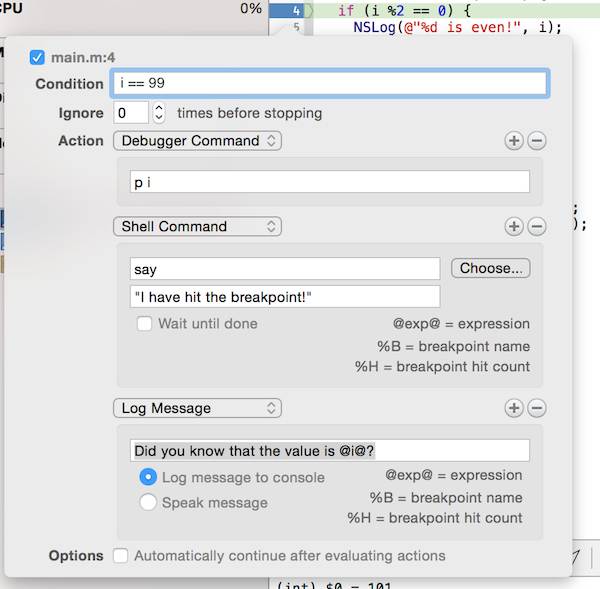 CPU
0%
4 if (i %2 == 0) {
5 NSLog(@"%d is even!", i);
main.m:4
Condition i == 99
Ignore 0 times before stopping
Action Debugger Command
p i
Shell Command
say Choose...
"I have hit the breakpoint!"
Wait until done @exp@ = expression
%B = breakpoint name
%H = breakpoint hit count
Log Message
Did you know that the value is @i@?
Log message to console @exp@ = expression
Speak message %B = breakpoint name
%H = breakpoint hit count
Options Automatically continue after evaluating actions
;
);
(int) $0 = 101